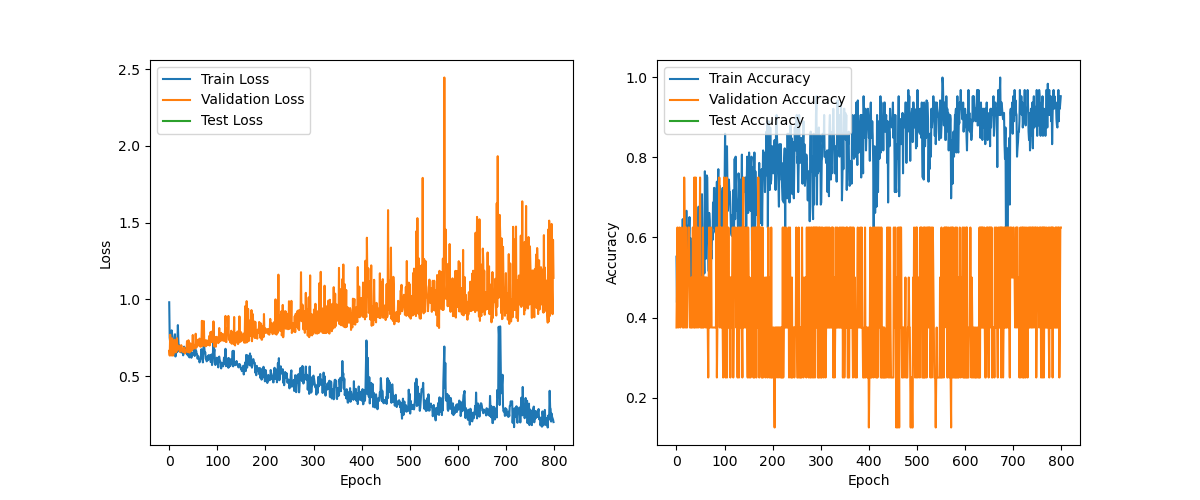 Train Loss
Validation Loss
Test Loss
2.5
2.0
1.5
1.0
0.5
Loss
0 100 200 300 400 500 600 700 800
Epoch
Train Accuracy
Validation Accuracy
Test Accuracy
1.0
0.8
0.6
0.4
0.2
Accuracy
0 100 200 300 400 500 600 700 800
Epoch